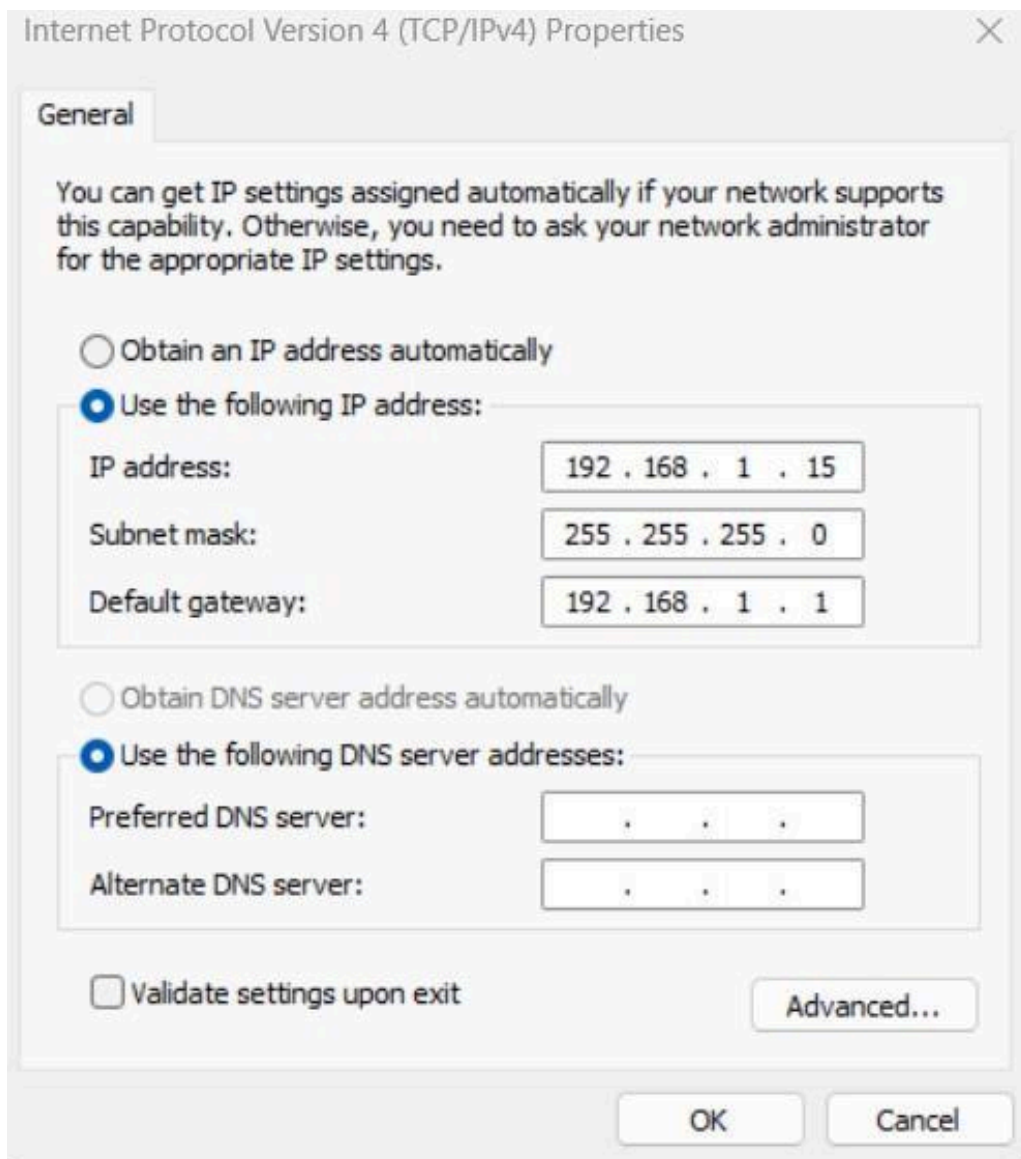 Internet Protocol Version 4 (TCP/IPv4) Properties
General
You can get IP settings assigned automatically if your network supports
this capability. Otherwise, you need to ask your network administrator
for the appropriate IP settings.
Obtain an IP address automatically
Use the following IP address:
IP address: 192 . 168 . 1 . 15
Subnet mask: 255 . 255 . 255 . 0
Default gateway: 192 . 168 . 1 . 1
Obtain DNS server address automatically
Use the following DNS server addresses:
Preferred DNS server: . . .
Alternate DNS server: . . .
Validate settings upon exit
Advanced...
OK Cancel